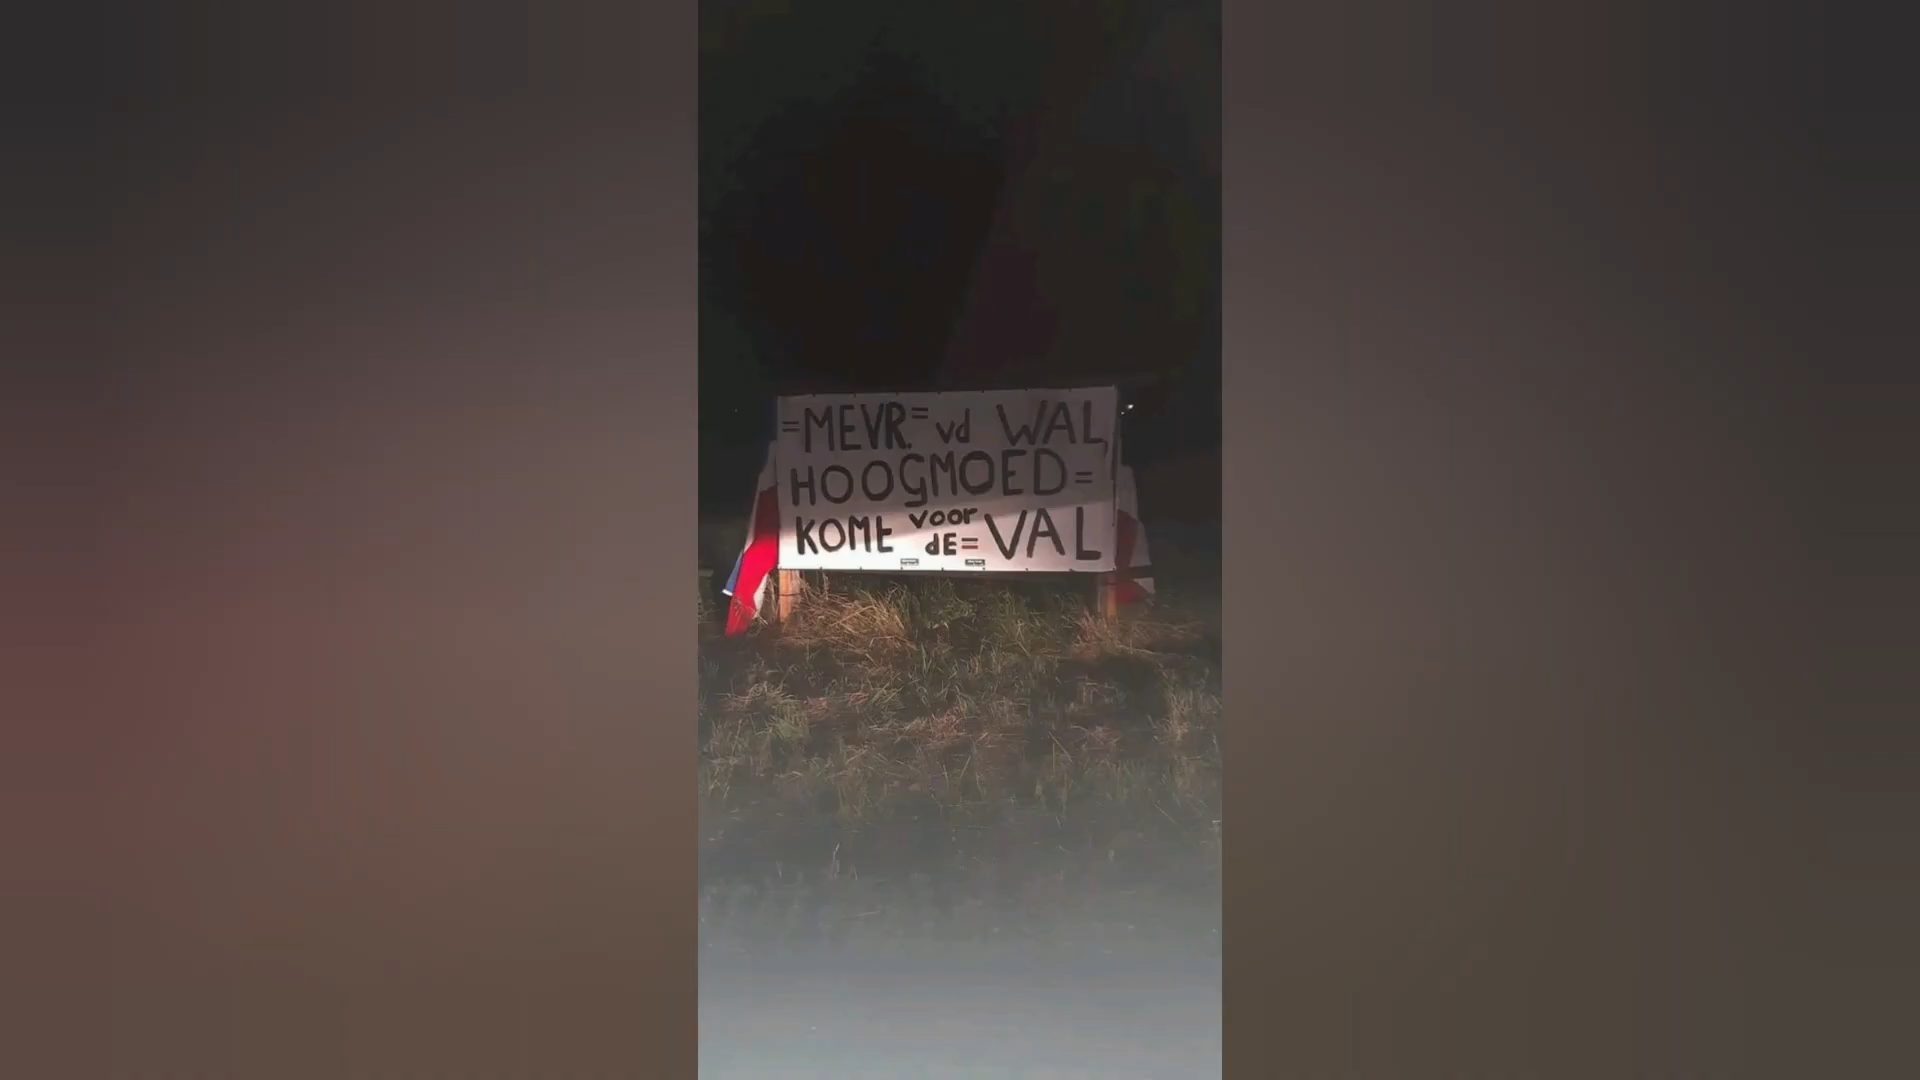 =MEVR.= vd WAL,
HOOGMOED=
KOMt voor
dE= VAL